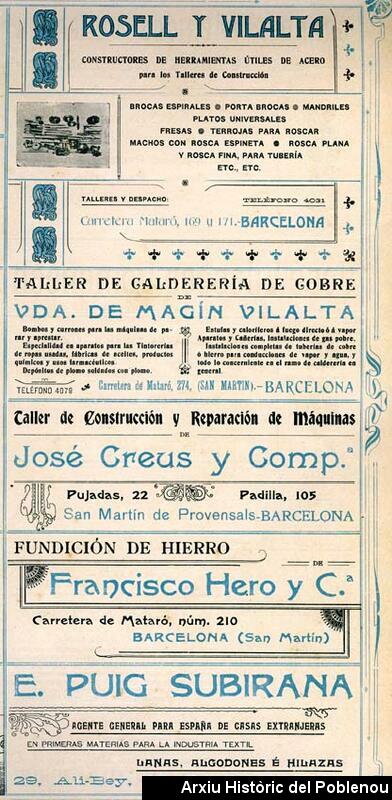 ROSELL Y VILALTA
CONSTRUCTORES DE HERRAMIENTAS ÚTILES DE ACERO
para los Talleres de Construcción
BROCAS ESPIRALES PORTA BROCAS MANDRILES
PLATOS UNIVERSALES
FRESAS TERROJAS PARA ROSCAR
MACHOS CON ROSCA ESPINETA ROSCA PLANA
Y ROSCA FINA, PARA TUBERÍA
ETC., ETC.
TALLERES Y DESPACHO:
TELÉFONO 4031
Carretera Mataró, 169 y 171.-BARCELONA
TALLER DE CALDERERÍA DE COBRE
DE
VDA. DE MAGÍN VILALTA
Bombos y currones para las máquinas de pa-
rar y aprestar.
Especialidad en aparatos para las Tintorerías
de ropas usadas, fábricas de aceites, productos
químicos y usos farmacéuticos.
Depósitos de plomo soldados con plomo.
Estufas y caloríferos á fuego directo ó á vapor
Aparatos y Cañerías, instalaciones de gas pobre.
Instalaciones completas de tuberías de cobre
ó hierro para conducciones de vapor y agua, y
todo lo concerniente en el ramo de calderería en
general.
TELÉFONO 4079
Carretera de Mataró, 274, (SAN MARTIN).-BARCELONA
Taller de Construcción y Reparación de Máquinas
DE
José Creus y Comp.ª
Pujadas, 22 Padilla, 105
San Martín de Provensals-BARCELONA
FUNDICIÓN DE HIERRO
DE
Francisco Hero y C.ª
Carretera de Mataró, núm. 210
BARCELONA (San Martín)
E. PUIG SUBIRANA
AGENTE GENERAL PARA ESPAÑA DE CASAS EXTRANJERAS
EN PRIMERAS MATERIAS PARA LA INDUSTRIA TEXTIL
LANAS, ALGODONES É HILAZAS
29, Ali-Bey,
Arxiu Històric del Poblenou